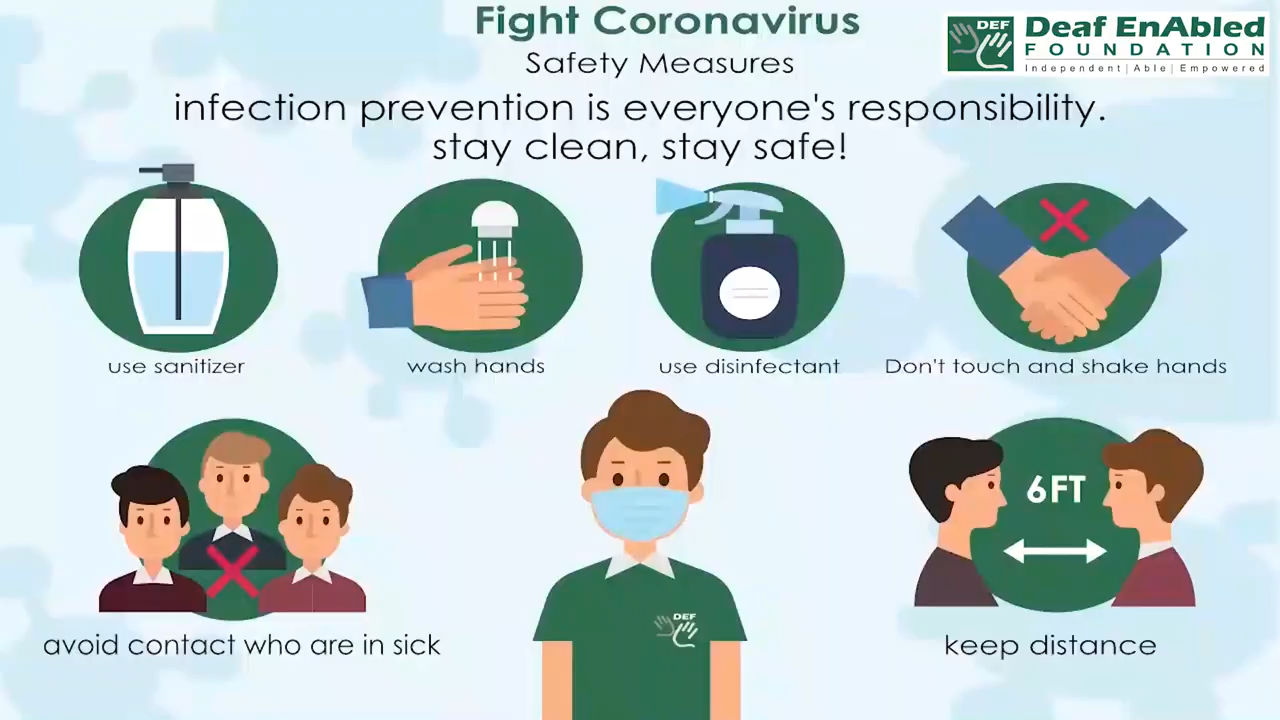 Fight Coronavirus
Safety Measures
DEF
Deaf EnAbled
FOUNDATION
Independent | Able | Empowered
infection prevention is everyone's responsibility.
stay clean, stay safe!
use sanitizer
wash hands
use disinfectant
Don't touch and shake hands
6FT
DEF
avoid contact who are in sick
keep distance